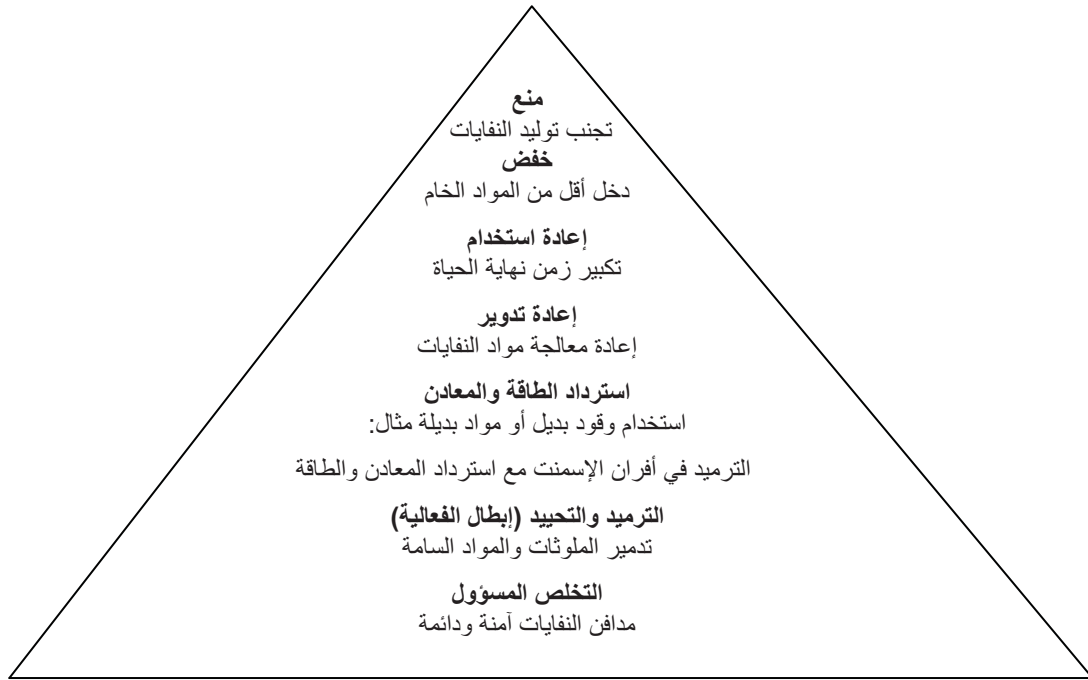 منع
تجنب توليد النفايات
خفض
دخل أقل من المواد الخام
إعادة استخدام
تكبير زمن نهاية الحياة
إعادة تدوير
إعادة معالجة مواد النفايات
استرداد الطاقة والمعادن
استخدام وقود بديل أو مواد بديلة مثال:
الترميد في أفران الإسمنت مع استرداد المعادن والطاقة
الترميد والتحييد (إبطال الفعالية)
تدمير الملوثات والمواد السامة
التخلص المسؤول
مدافن النفايات آمنة ودائمة